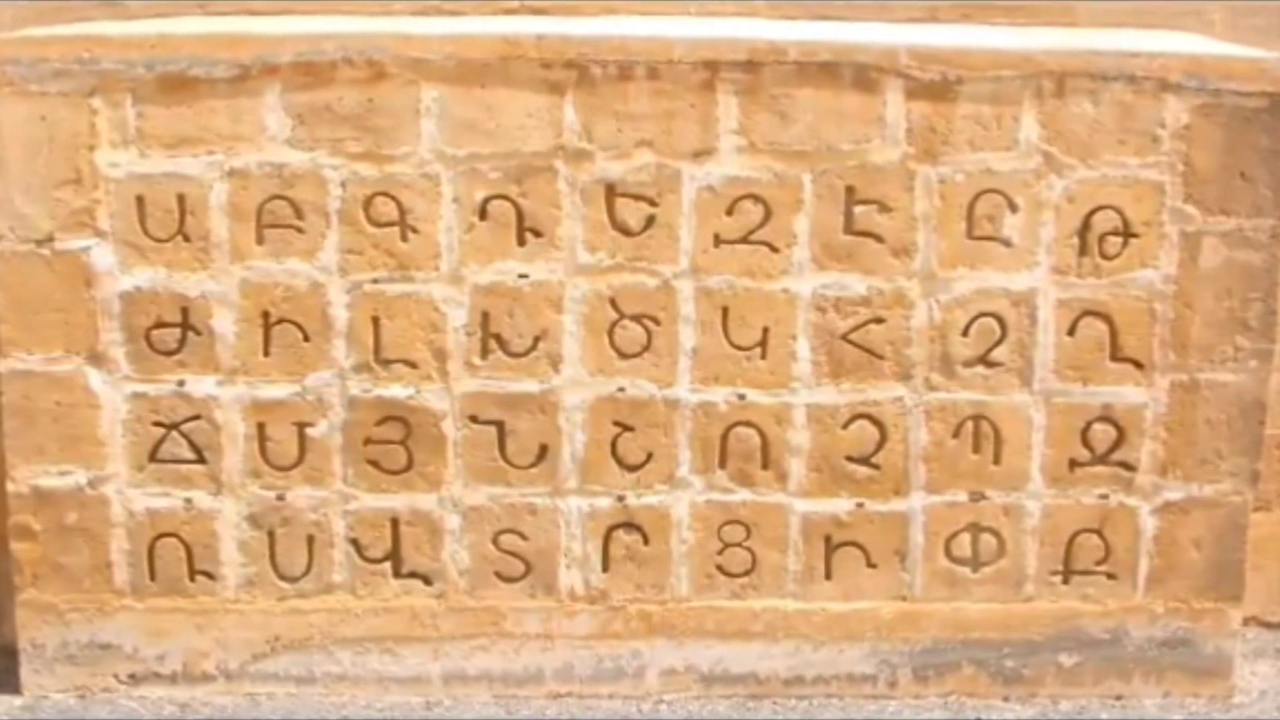 Ա Բ Գ Դ Ե Զ Է Ը Թ
Ժ Ի Լ Խ Ծ Կ Հ Ձ Ղ
Ճ Մ Յ Ն Շ Ո Չ Պ Ջ
Ռ Ս Վ Տ Ր Ց Ւ Փ Ք